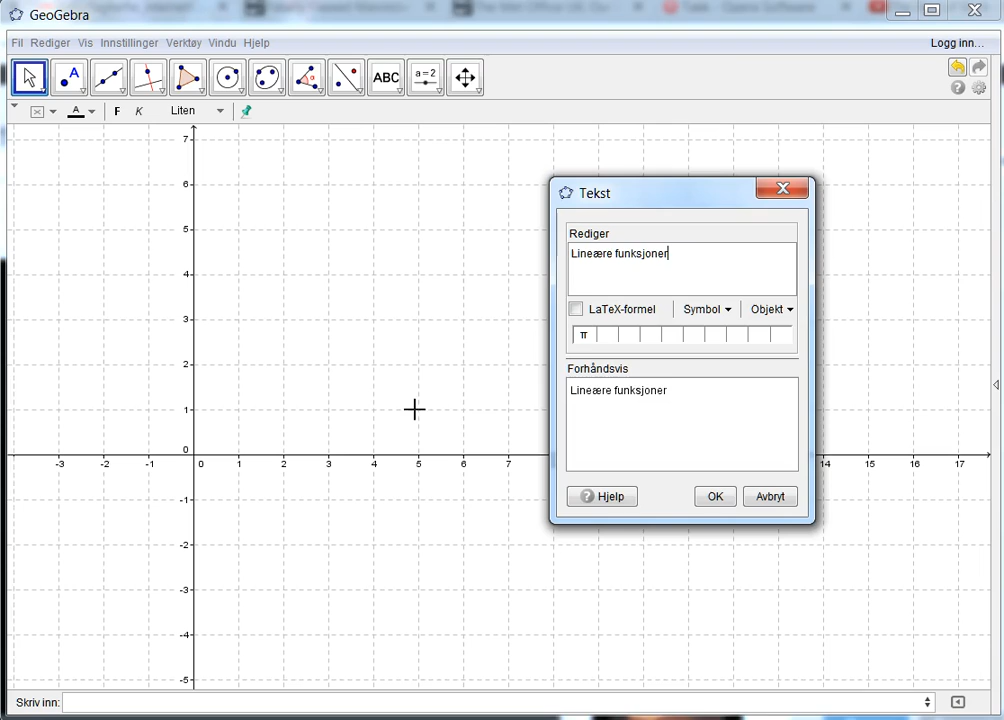 GeoGebra
Fil Rediger Vis Innstillinger Verktøy Vindu Hjelp Logg inn...
A α ABC a=2
A F K Liten
7
6
5
4
3
2
1
0
-3 -2 -1 0 1 2 3 4 5 6 7 14 15 16 17
-1
-2
-3
-4
-5
Tekst
Rediger
Lineære funksjoner
LaTeX-formel Symbol Objekt
π
Forhåndsvis
Lineære funksjoner
? Hjelp OK Avbryt
Skriv inn: